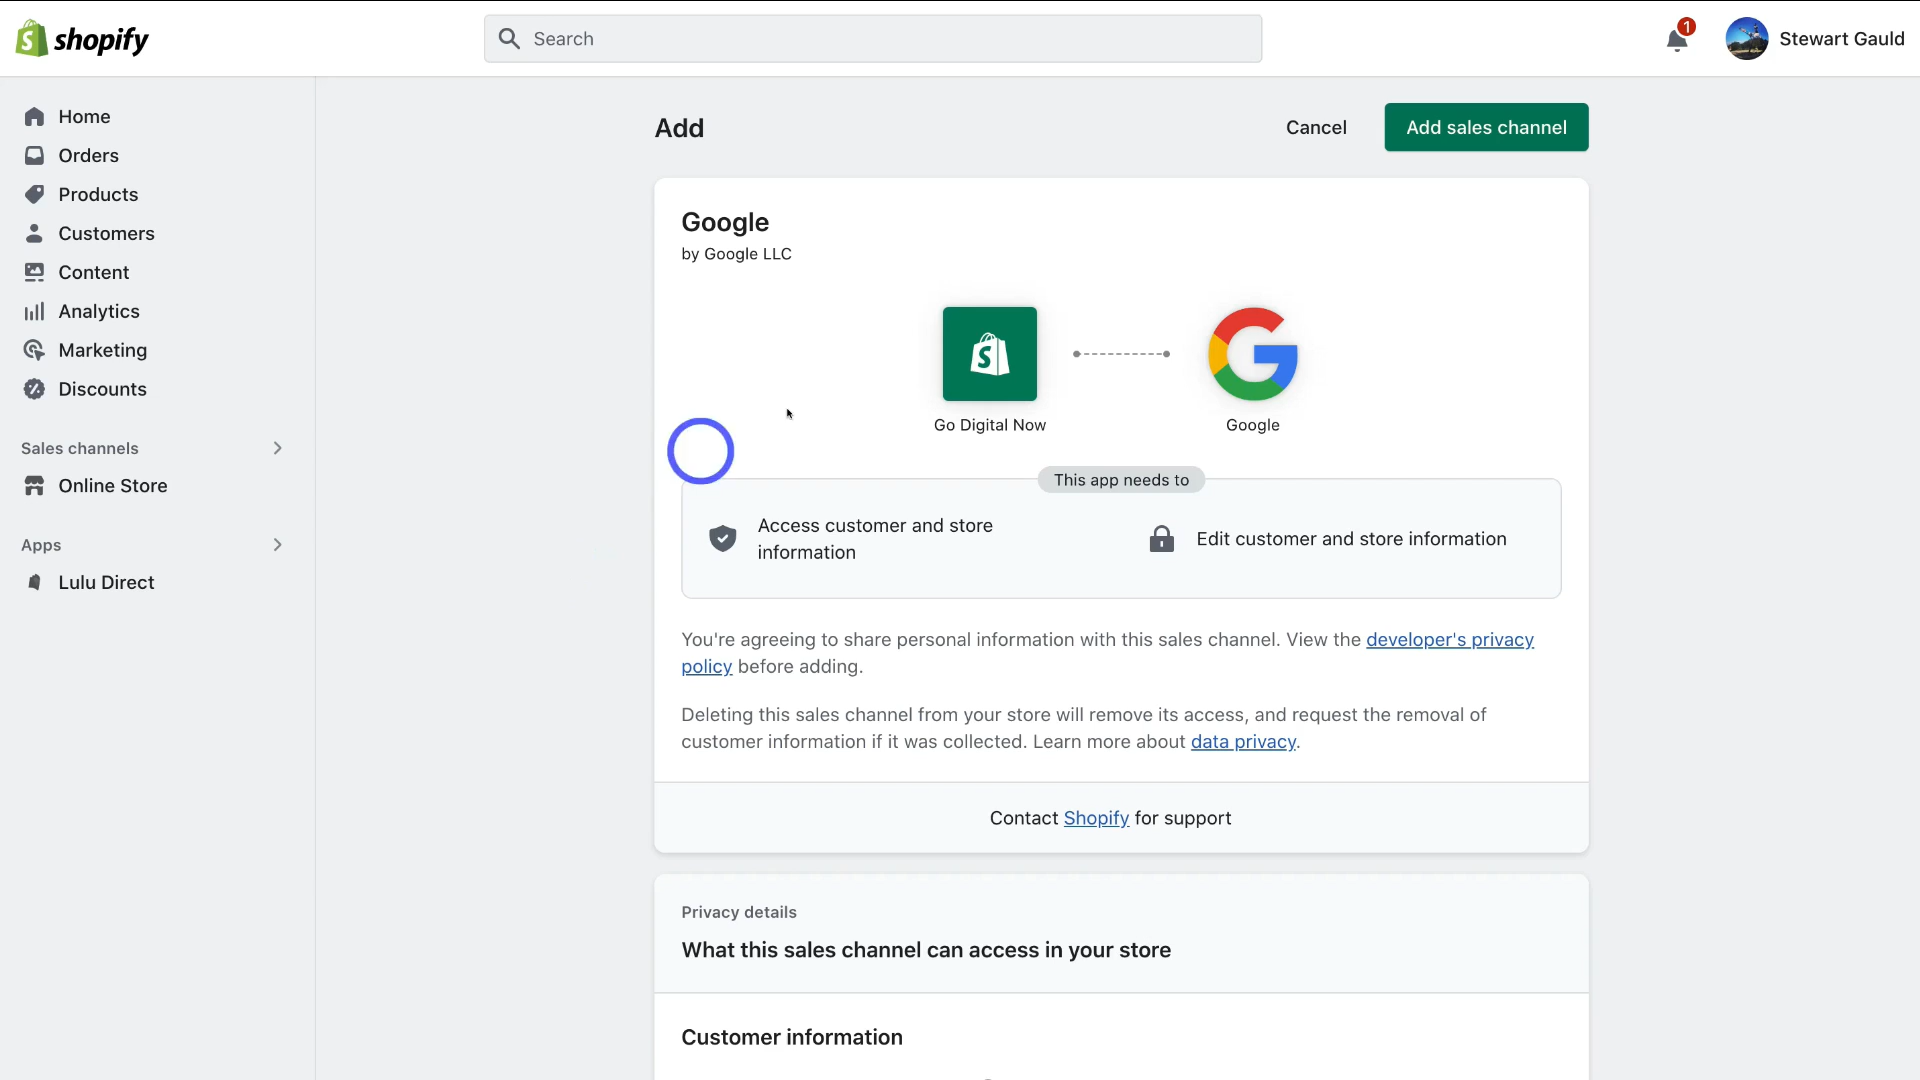 shopify
Search
1
Stewart Gauld
Home
Orders
Products
Customers
Content
Analytics
Marketing
Discounts
Sales channels
Online Store
Apps
Lulu Direct
Add
Cancel
Add sales channel
Google
by Google LLC
Go Digital Now
Google
This app needs to
Access customer and store
information
Edit customer and store information
You're agreeing to share personal information with this sales channel. View the developer's privacy
policy before adding.
Deleting this sales channel from your store will remove its access, and request the removal of
customer information if it was collected. Learn more about data privacy.
Contact Shopify for support
Privacy details
What this sales channel can access in your store
Customer information